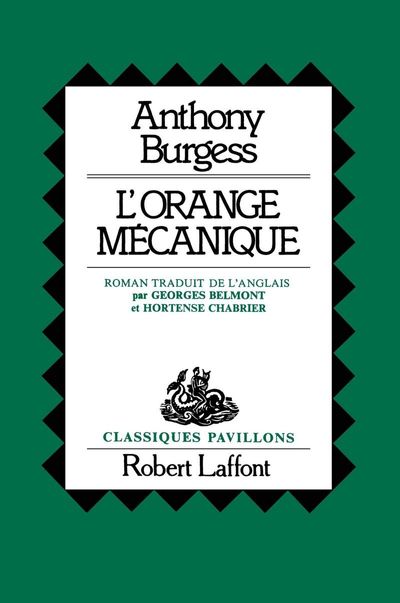 Anthony
Burgess
L'ORANGE
MÉCANIQUE
ROMAN TRADUIT DE L'ANGLAIS
par GEORGES BELMONT
et HORTENSE CHABRIER
CLASSIQUES PAVILLONS
Robert Laffont